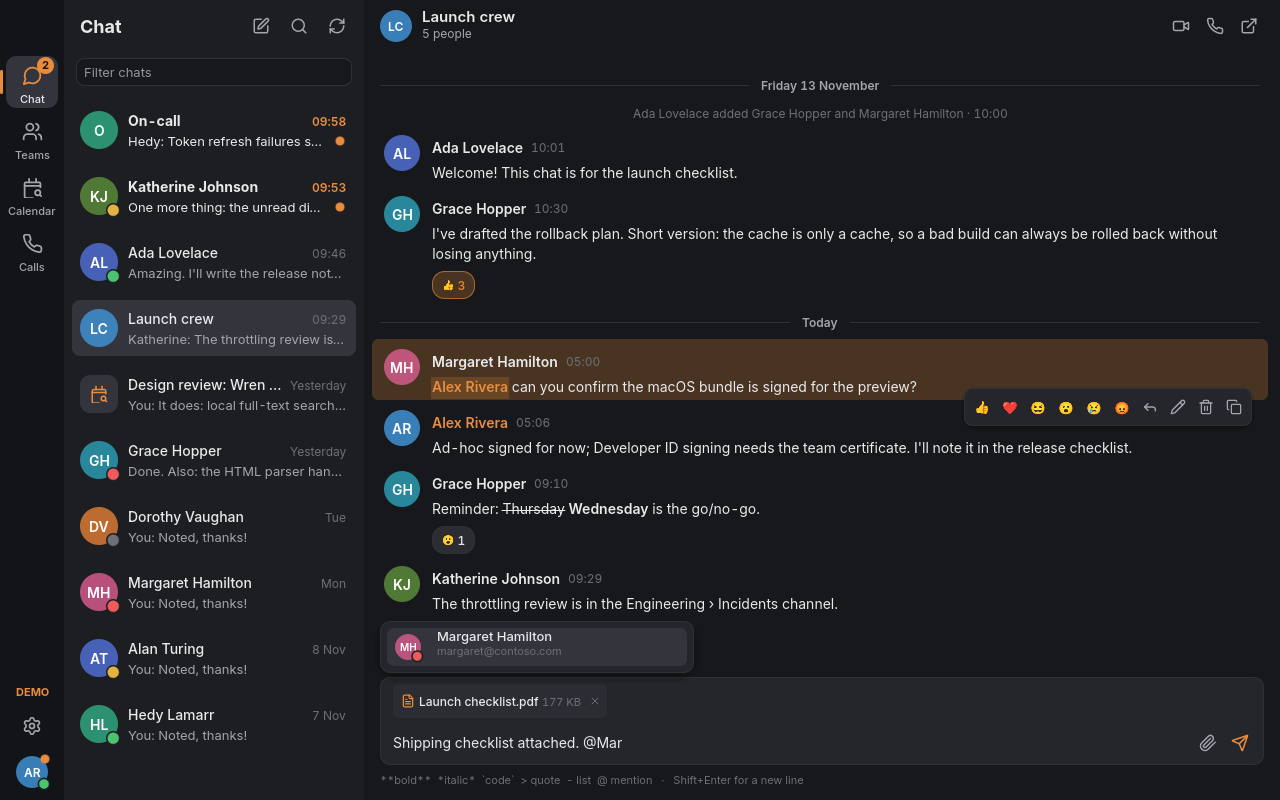 2
Chat
Teams
Calendar
Calls
DEMO
AR
Chat
Filter chats
O
On-call
09:58
Hedy: Token refresh failures s...
KJ
Katherine Johnson
09:53
One more thing: the unread di...
AL
Ada Lovelace
09:46
Amazing. I'll write the release not...
LC
Launch crew
09:29
Katherine: The throttling review is...
Design review: Wren ...
Yesterday
You: It does: local full-text search...
GH
Grace Hopper
Yesterday
Done. Also: the HTML parser han...
DV
Dorothy Vaughan
Tue
You: Noted, thanks!
MH
Margaret Hamilton
Mon
You: Noted, thanks!
AT
Alan Turing
8 Nov
You: Noted, thanks!
HL
Hedy Lamarr
7 Nov
You: Noted, thanks!
LC
Launch crew
5 people
Friday 13 November
Ada Lovelace added Grace Hopper and Margaret Hamilton · 10:00
AL
Ada Lovelace 10:01
Welcome! This chat is for the launch checklist.
GH
Grace Hopper 10:30
I've drafted the rollback plan. Short version: the cache is only a cache, so a bad build can always be rolled back without
losing anything.
👍 3
Today
MH
Margaret Hamilton 05:00
Alex Rivera can you confirm the macOS bundle is signed for the preview?
👍 ❤️ 😆 😮 😢 😡
AR
Alex Rivera 05:06
Ad-hoc signed for now; Developer ID signing needs the team certificate. I'll note it in the release checklist.
GH
Grace Hopper 09:10
Reminder: Thursday Wednesday is the go/no-go.
😮 1
KJ
Katherine Johnson 09:29
The throttling review is in the Engineering › Incidents channel.
MH
Margaret Hamilton
margaret@contoso.com
Launch checklist.pdf 177 KB ×
Shipping checklist attached. @Mar
**bold** *italic* `code` > quote - list @ mention · Shift+Enter for a new line